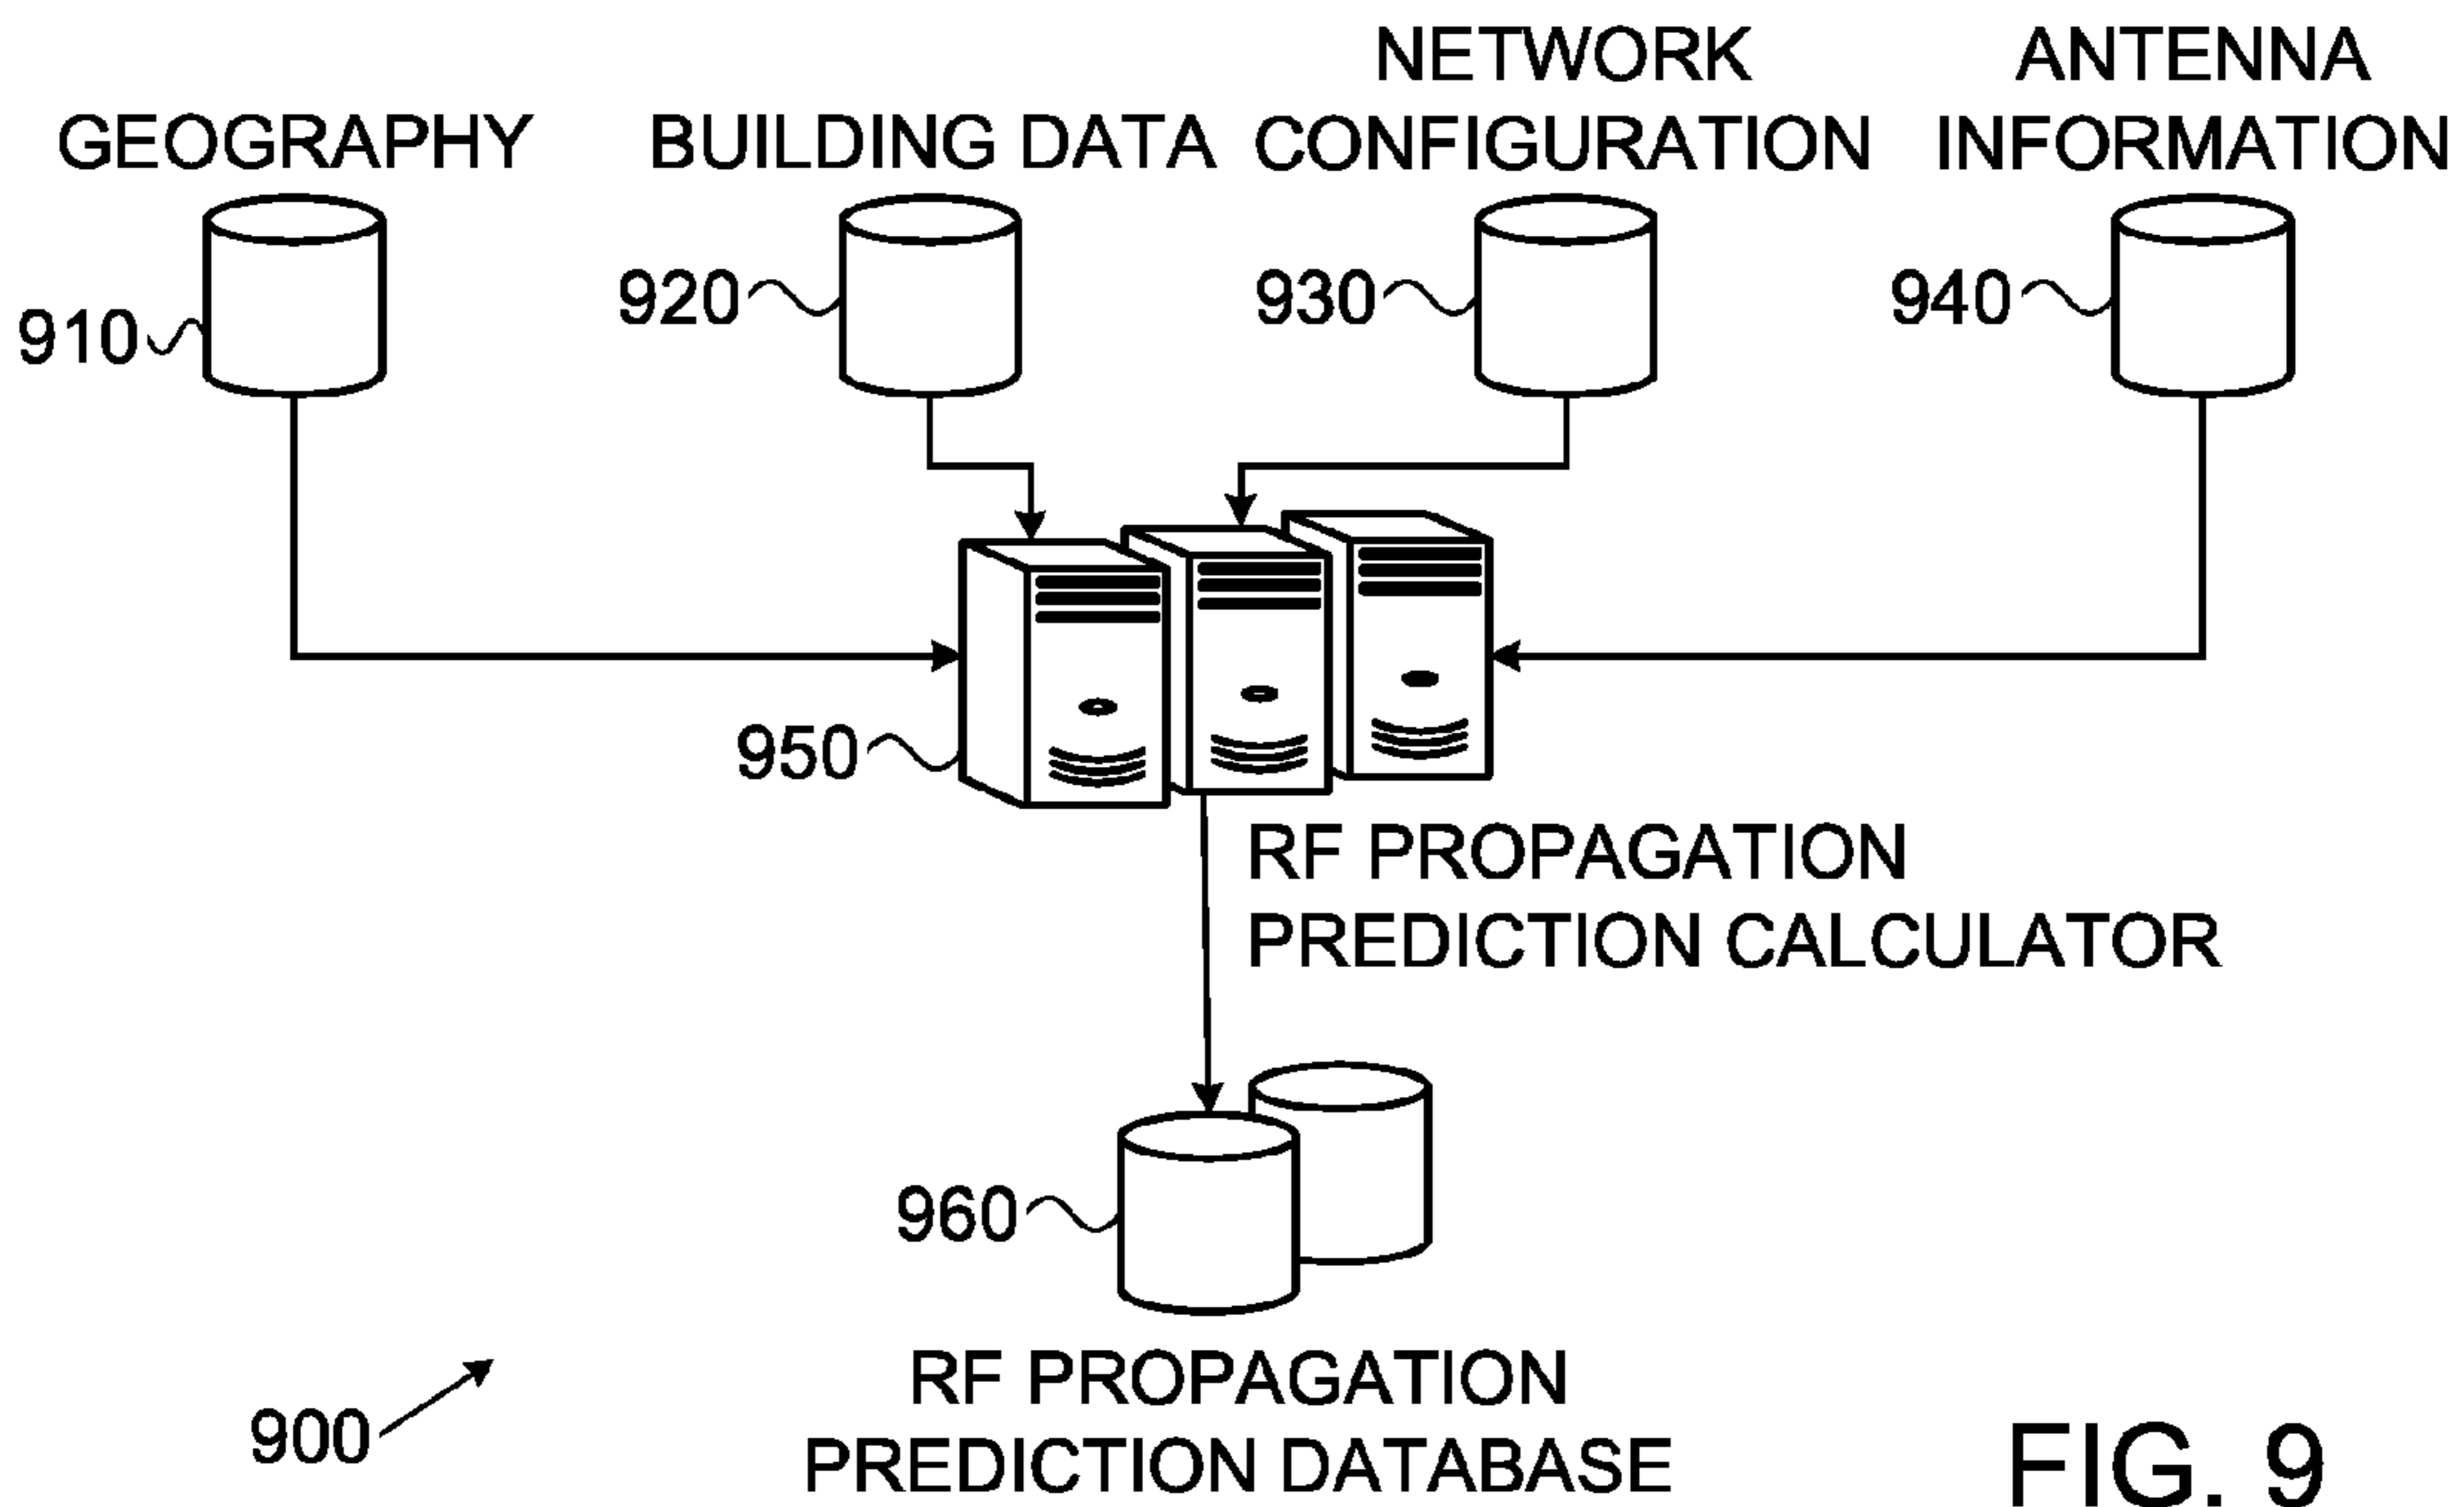 GEOGRAPHY
BUILDING DATA
NETWORK
CONFIGURATION
ANTENNA
INFORMATION
910
920
930
940
950
RF PROPAGATION
PREDICTION CALCULATOR
960
RF PROPAGATION
PREDICTION DATABASE
900
FIG. 9